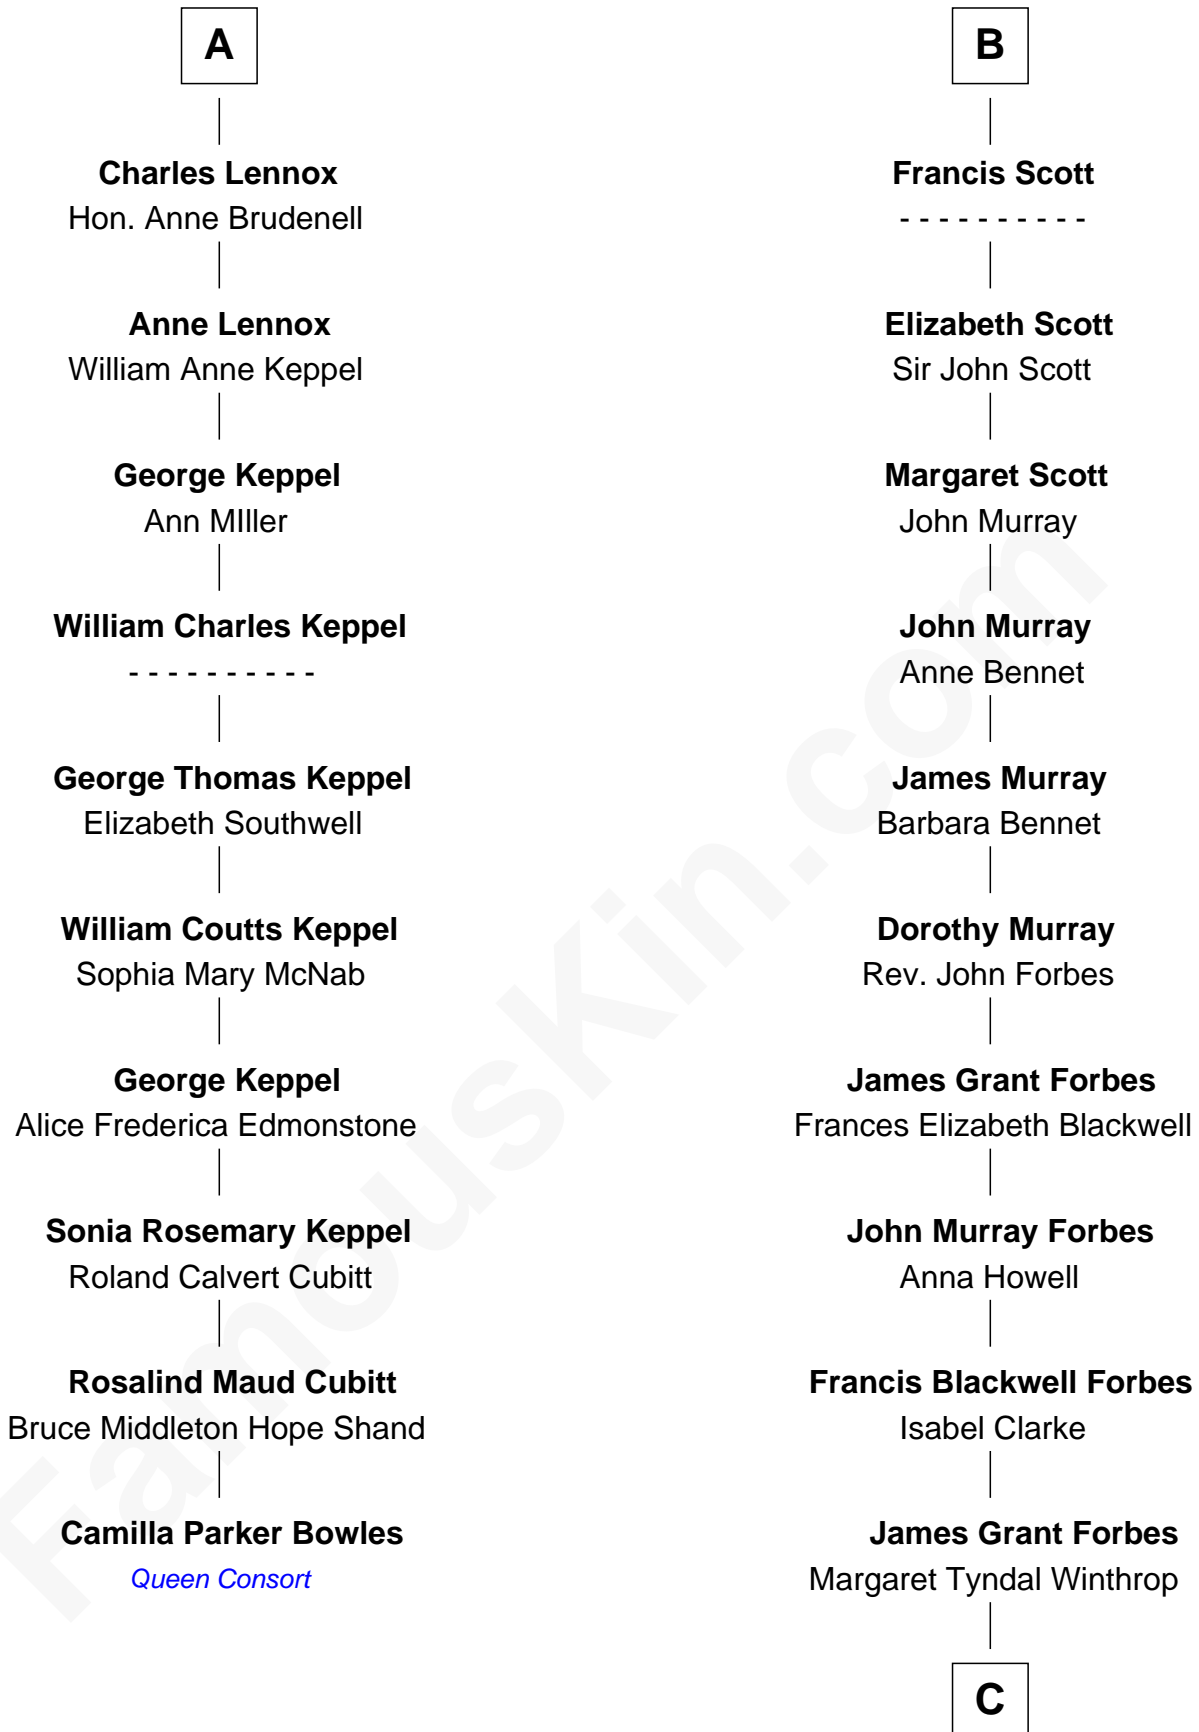 A
Charles Lennox
Hon. Anne Brudenell
Anne Lennox
William Anne Keppel
George Keppel
Ann MIller
William Charles Keppel
- - - - - - - - - -
George Thomas Keppel
Elizabeth Southwell
William Coutts Keppel
Sophia Mary McNab
George Keppel
Alice Frederica Edmonstone
Sonia Rosemary Keppel
Roland Calvert Cubitt
Rosalind Maud Cubitt
Bruce Middleton Hope Shand
Camilla Parker Bowles
Queen Consort
B
Francis Scott
- - - - - - - - - -
Elizabeth Scott
Sir John Scott
Margaret Scott
John Murray
John Murray
Anne Bennet
James Murray
Barbara Bennet
Dorothy Murray
Rev. John Forbes
James Grant Forbes
Frances Elizabeth Blackwell
John Murray Forbes
Anna Howell
Francis Blackwell Forbes
Isabel Clarke
James Grant Forbes
Margaret Tyndal Winthrop
C
FamousKin.com